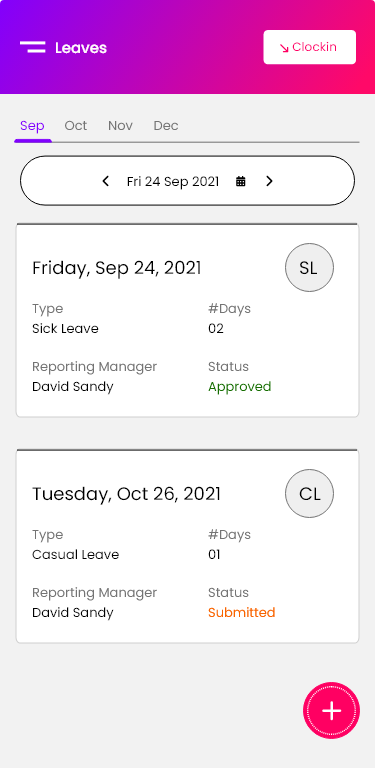 Leaves
Clockin
Sep Oct Nov Dec
Fri 24 Sep 2021
Friday, Sep 24, 2021 SL
Type #Days
Sick Leave 02
Reporting Manager Status
David Sandy Approved
Tuesday, Oct 26, 2021 CL
Type #Days
Casual Leave 01
Reporting Manager Status
David Sandy Submitted